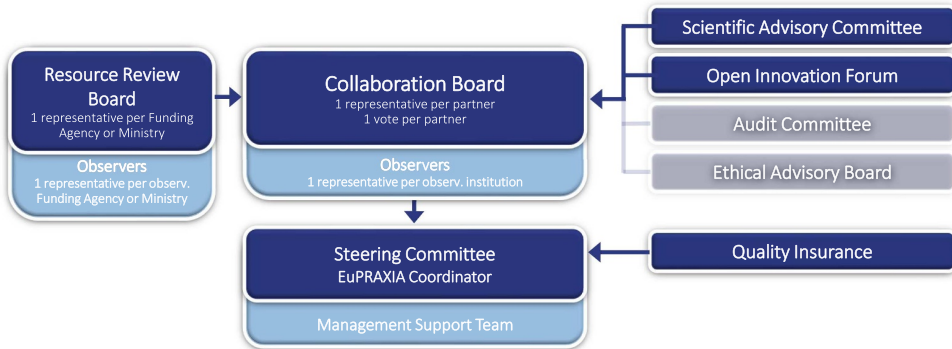 Resource Review
Board
1 representative per Funding
Agency or Ministry
Observers
1 representative per observ.
Funding Agency or Ministry
Collaboration Board
1 representative per partner
1 vote per partner
Observers
1 representative per observ. institution
Scientific Advisory Committee
Open Innovation Forum
Audit Committee
Ethical Advisory Board
Steering Committee
EuPRAXIA Coordinator
Management Support Team
Quality Insurance